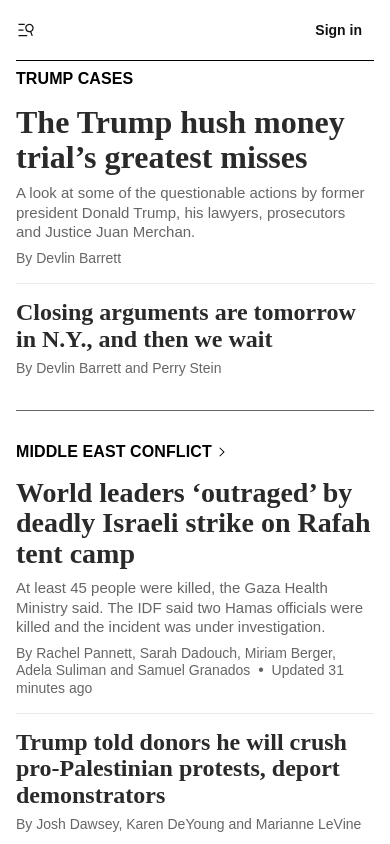 Sign in
TRUMP CASES
The Trump hush money
trial’s greatest misses
A look at some of the questionable actions by former
president Donald Trump, his lawyers, prosecutors
and Justice Juan Merchan.
By Devlin Barrett
Closing arguments are tomorrow
in N.Y., and then we wait
By Devlin Barrett and Perry Stein
MIDDLE EAST CONFLICT
World leaders ‘outraged’ by
deadly Israeli strike on Rafah
tent camp
At least 45 people were killed, the Gaza Health
Ministry said. The IDF said two Hamas officials were
killed and the incident was under investigation.
By Rachel Pannett, Sarah Dadouch, Miriam Berger,
Adela Suliman and Samuel Granados • Updated 31
minutes ago
Trump told donors he will crush
pro-Palestinian protests, deport
demonstrators
By Josh Dawsey, Karen DeYoung and Marianne LeVine